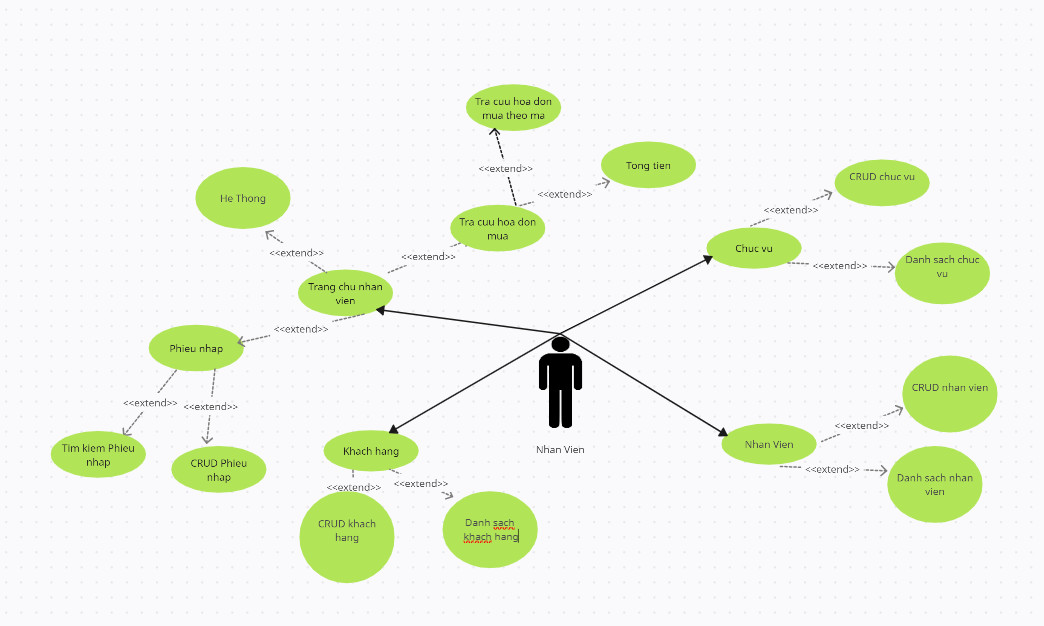 Tra cuu hoa don
mua theo ma
<<extend>>
Tong tien
<<extend>>
He Thong
<<extend>>
Tra cuu hoa don
mua
<<extend>>
Trang chu nhan
vien
<<extend>>
Phieu nhap
<<extend>>
<<extend>>
Tim kiem Phieu
nhap
CRUD Phieu
nhap
CRUD chuc vu
<<extend>>
Chuc vu
<<extend>>
Danh sach chuc
vu
Nhan Vien
Khach hang
<<extend>>
<<extend>>
CRUD khach
hang
Danh sach
khach hang
CRUD nhan vien
<<extend>>
Nhan Vien
<<extend>>
Danh sach nhan
vien